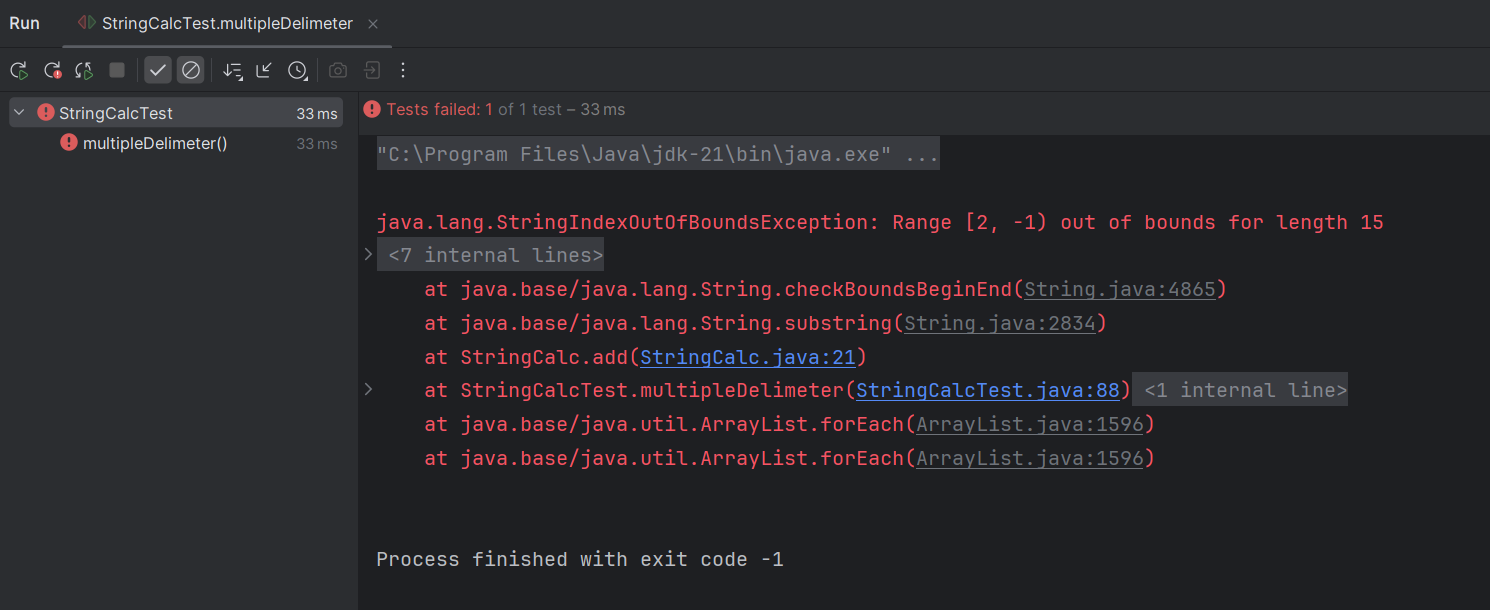 Run StringCalcTest.multipleDelimeter
StringCalcTest 33 ms
multipleDelimeter() 33 ms
Tests failed: 1 of 1 test – 33 ms
"C:\Program Files\Java\jdk-21\bin\java.exe" ...
java.lang.StringIndexOutOfBoundsException: Range [2, -1) out of bounds for length 15
<7 internal lines>
at java.base/java.lang.String.checkBoundsBeginEnd(String.java:4865)
at java.base/java.lang.String.substring(String.java:2834)
at StringCalc.add(StringCalc.java:21)
at StringCalcTest.multipleDelimeter(StringCalcTest.java:88) <1 internal line>
at java.base/java.util.ArrayList.forEach(ArrayList.java:1596)
at java.base/java.util.ArrayList.forEach(ArrayList.java:1596)
Process finished with exit code -1